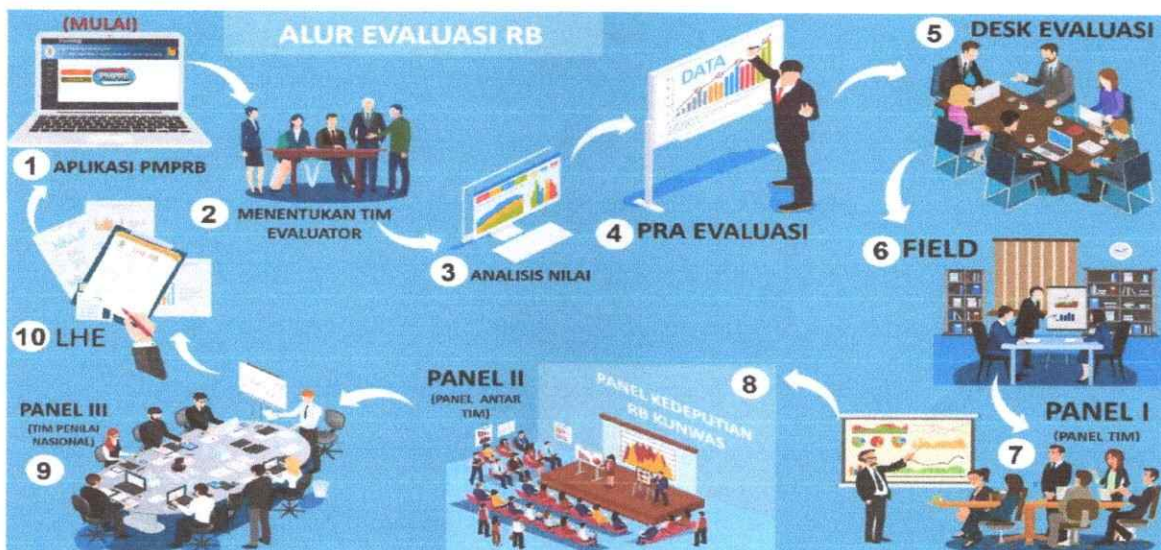 (MULAI)
ALUR EVALUASI RB
1 APLIKASI PMPRB
2 MENENTUKAN TIM
EVALUATOR
3 ANALISIS NILAI
DATA
4 PRA EVALUASI
5 DESK EVALUASI
6 FIELD
PANEL I
(PANEL TIM)
7
8
PANEL KEDEPUTIAN
RB KUNWAS
PANEL II
(PANEL ANTAR
TIM)
PANEL III
(TIM PENILAI
NASIONAL)
9
10 LHE